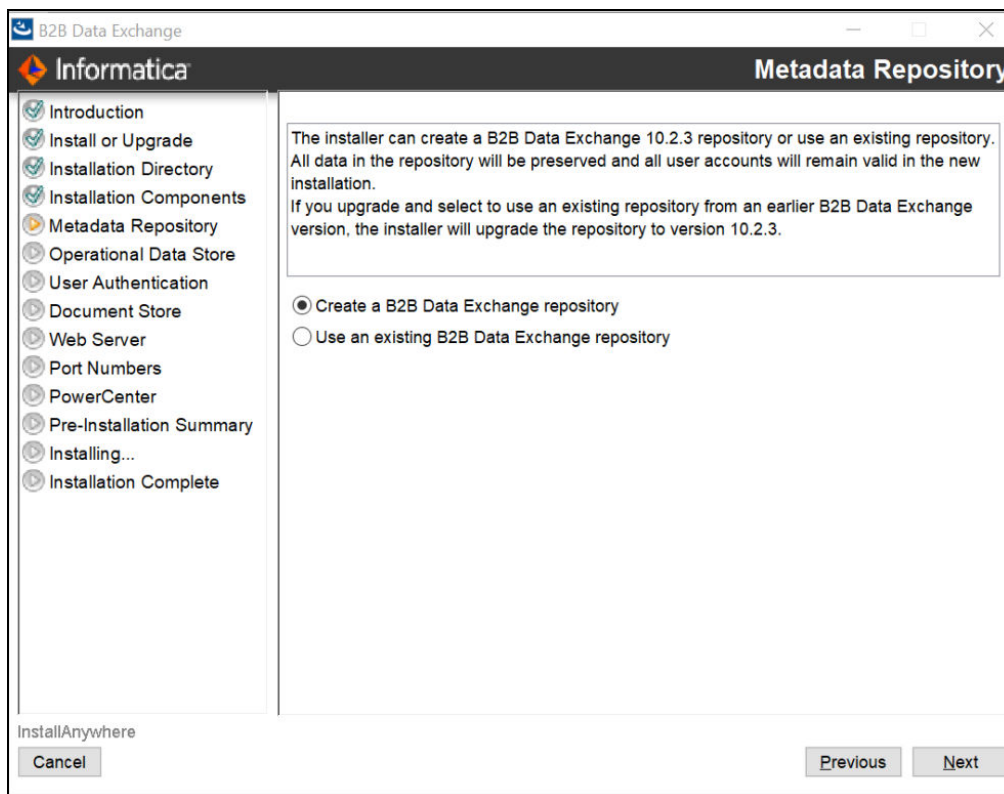 B2B Data Exchange
Informatica
Metadata Repository
Introduction
Install or Upgrade
Installation Directory
Installation Components
Metadata Repository
Operational Data Store
User Authentication
Document Store
Web Server
Port Numbers
PowerCenter
Pre-Installation Summary
Installing...
Installation Complete
The installer can create a B2B Data Exchange 10.2.3 repository or use an existing repository.
All data in the repository will be preserved and all user accounts will remain valid in the new
installation.
If you upgrade and select to use an existing repository from an earlier B2B Data Exchange
version, the installer will upgrade the repository to version 10.2.3.
Create a B2B Data Exchange repository
Use an existing B2B Data Exchange repository
InstallAnywhere
Cancel
Previous
Next